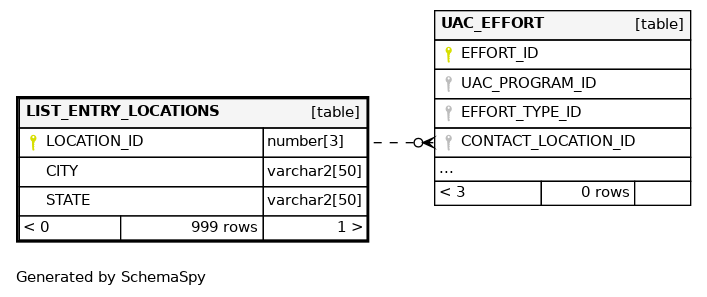 UAC_EFFORT [table]
EFFORT_ID
UAC_PROGRAM_ID
EFFORT_TYPE_ID
CONTACT_LOCATION_ID
...
< 3 0 rows
LIST_ENTRY_LOCATIONS [table]
LOCATION_ID number[3]
CITY varchar2[50]
STATE varchar2[50]
< 0 999 rows 1 >
Generated by SchemaSpy